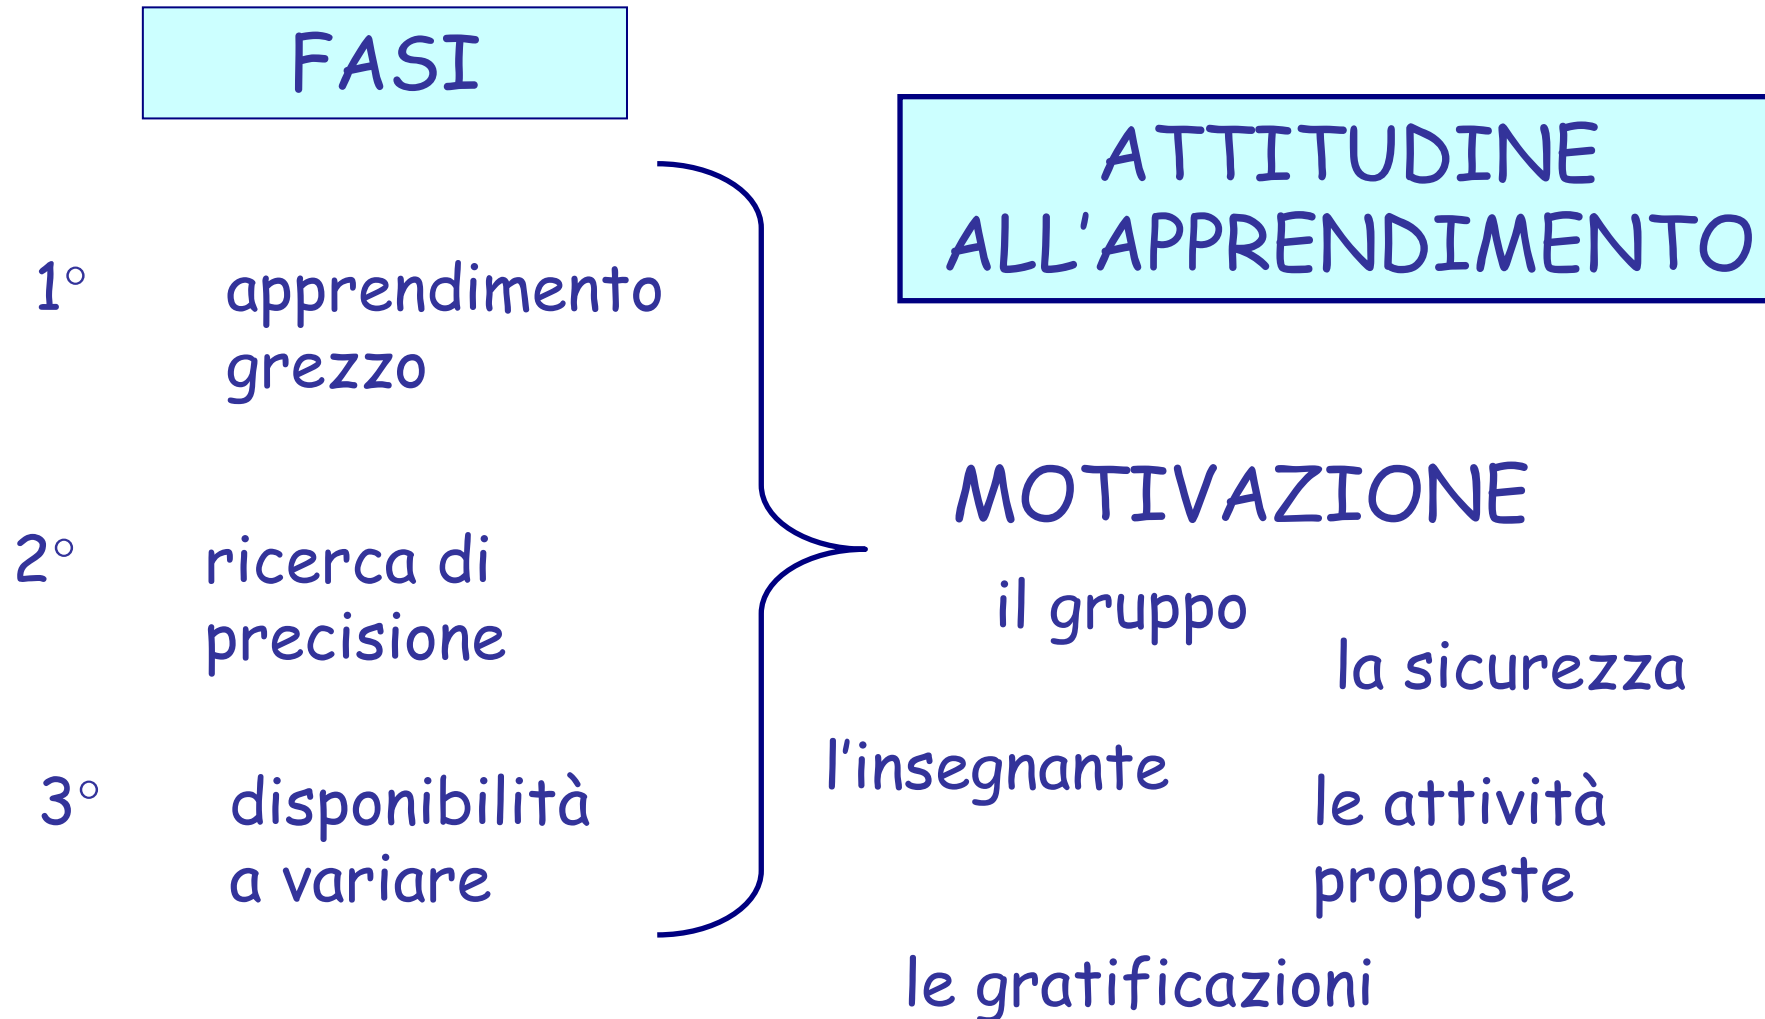 FASI
1° apprendimento
grezzo
2° ricerca di
precisione
3° disponibilità
a variare
ATTITUDINE
ALL'APPRENDIMENTO
MOTIVAZIONE
il gruppo
la sicurezza
l'insegnante
le attività
proposte
le gratificazioni